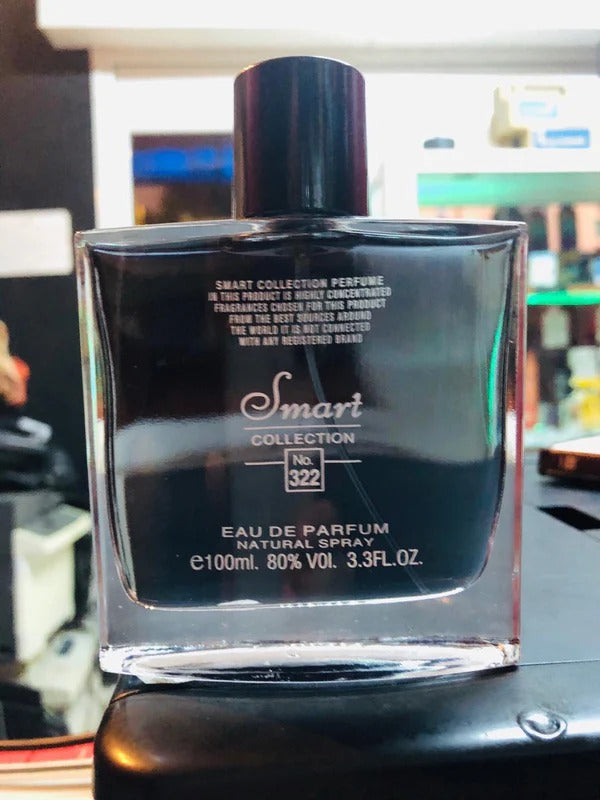 SMART COLLECTION PERFUME
IN THIS PRODUCT IS HIGHLY CONCENTRATED
FRAGRANCES CHOSEN FOR THIS PRODUCT
FROM THE BEST SOURCES AROUND
THE WORLD IT IS NOT CONNECTED
WITH ANY REGISTERED BRAND
Smart
COLLECTION
No.
322
EAU DE PARFUM
NATURAL SPRAY
e100ml. 80% VOl. 3.3FL.OZ.